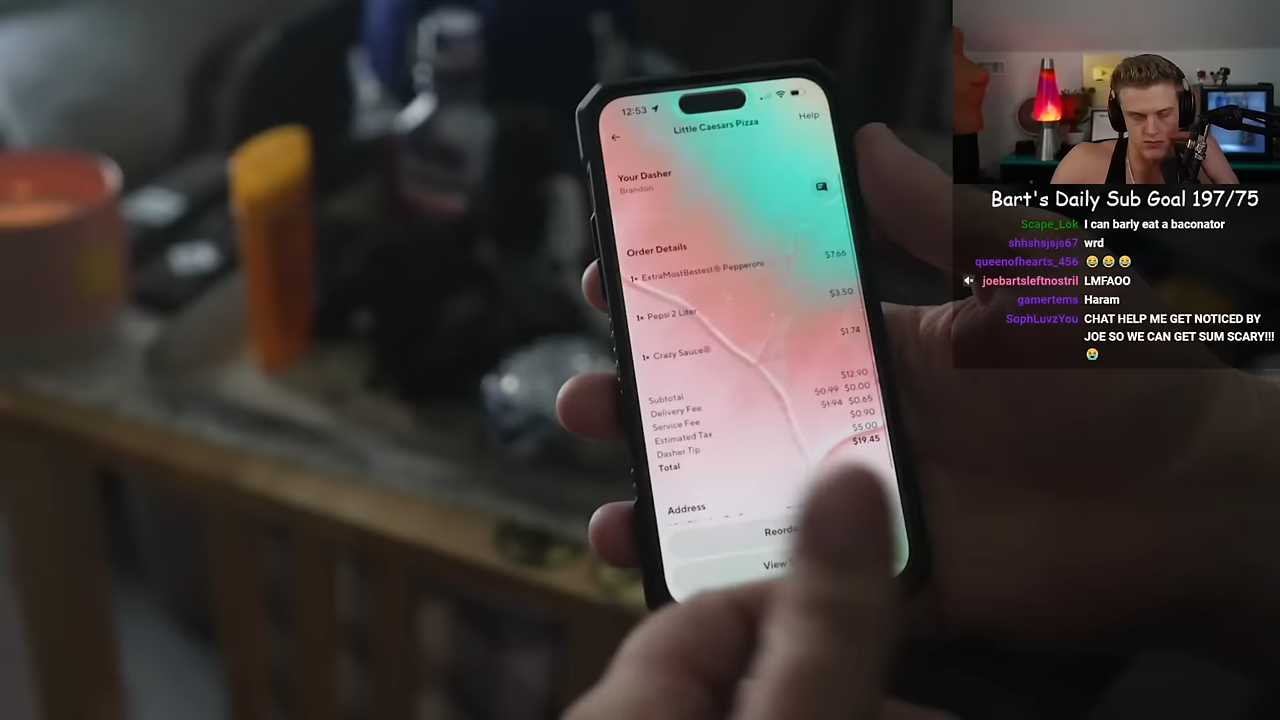 12:53
Little Caesars Pizza
Help
Your Dasher
Brandon
Order Details
1× ExtraMostBestest® Pepperoni $7.66
1× Pepsi 2 Liter $3.50
1× Crazy Sauce® $1.74
Subtotal $12.90
Delivery Fee $0.99 $0.00
Service Fee $1.94 $0.65
Estimated Tax $0.90
Dasher Tip $5.00
Total $19.45
Address
View
Bart's Daily Sub Goal 197/75
Scape_Lok I can barly eat a baconator
shhshsjsjs67 wrd
queenofhearts_456 😂😂😂
joebartsleftnostril LMFAOO
gamertems Haram
SophLuvzYou CHAT HELP ME GET NOTICED BY
JOE SO WE CAN GET SUM SCARY!!!
😭